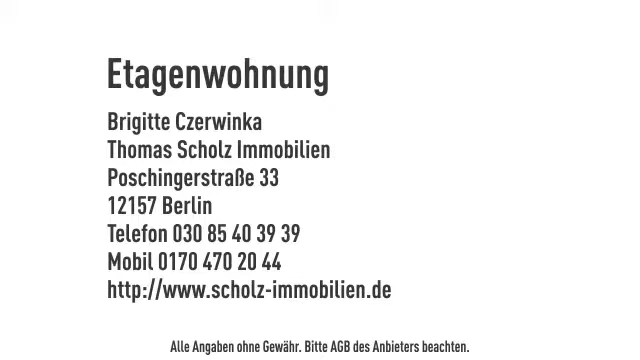 Etagenwohnung
Brigitte Czerwinka
Thomas Scholz Immobilien
Poschingerstraße 33
12157 Berlin
Telefon 030 85 40 39 39
Mobil 0170 470 20 44
http://www.scholz-immobilien.de
Alle Angaben ohne Gewähr. Bitte AGB des Anbieters beachten.